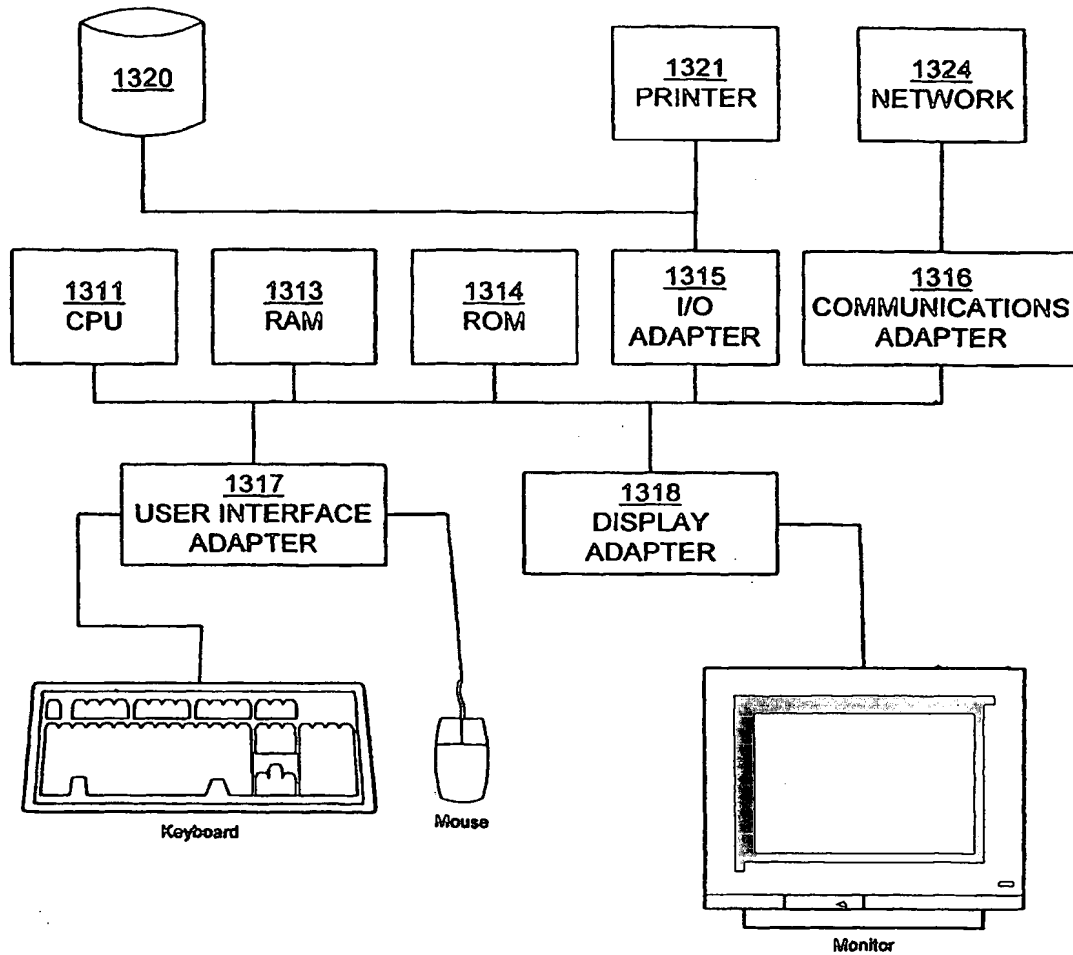 1320
1321
PRINTER
1324
NETWORK
1311
CPU
1313
RAM
1314
ROM
1315
I/O
ADAPTER
1316
COMMUNICATIONS
ADAPTER
1317
USER INTERFACE
ADAPTER
1318
DISPLAY
ADAPTER
Keyboard
Mouse
Monitor